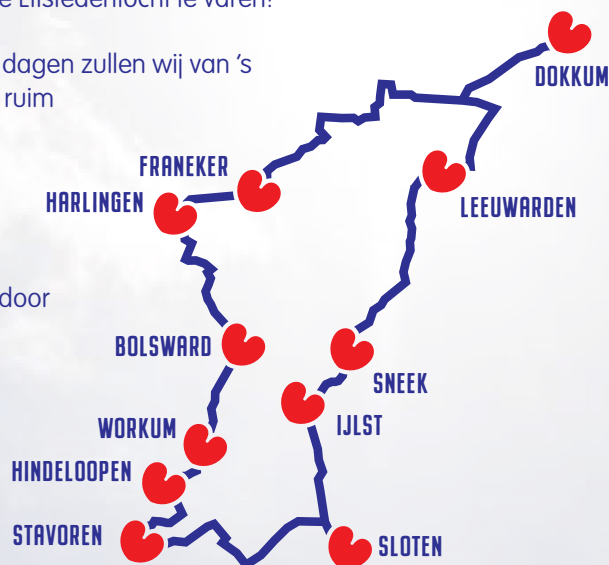 Elfstedentocht te varen?
dagen zullen wij van ’s
ruim
door
DOKKUM
FRANEKER
HARLINGEN
LEEUWARDEN
BOLSWARD
SNEEK
IJLST
WORKUM
HINDELOOPEN
STAVOREN
SLOTEN